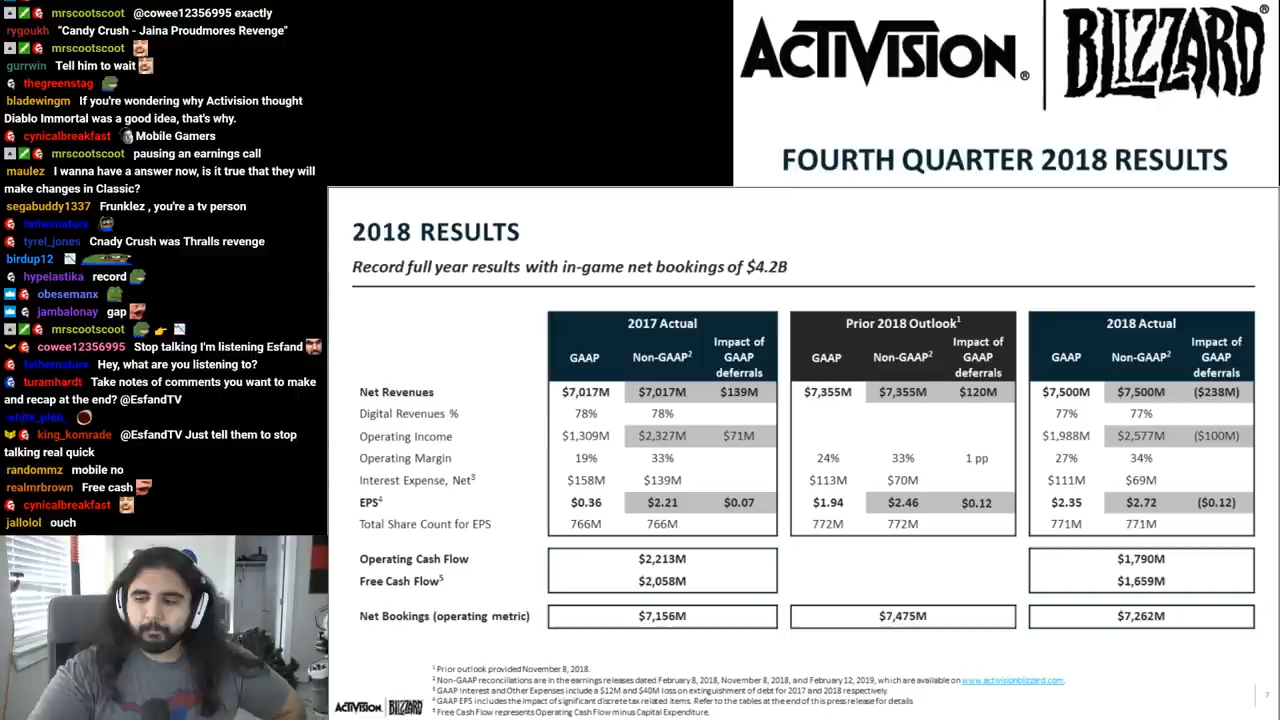 mrscootsoot @cowee12356995 exactly
rygoukh "Candy Crush - Jaina Proudmores Revenge"
mrscootsoot
gurrwin Tell him to wait
thegreenstag
bladewingm If you're wondering why Activision thought
Diablo Immortal was a good idea, that's why.
cynicalbreakfast Mobile Gamers
mrscootsoot pausing an earnings call
maulez I wanna have a answer now, is it true that they will
make changes in Classic?
segabuddy1337 Frunklez , you're a tv person
fathernature
tyrel_jones Cnady Crush was Thralls revenge
birdup12
hypelastika record
obesemanx
jambalonay gap
mrscootsoot
cowee12356995 Stop talking I'm listening Esfand
fathernature Hey, what are you listening to?
turamhardt Take notes of comments you want to make
and recap at the end? @EsfandTV
white_pleb_
king_komrade @EsfandTV Just tell them to stop
talking real quick
randommz mobile no
realmrbrown Free cash
cynicalbreakfast
jallolol ouch
ACTIVISION® BLIZZARD®
FOURTH QUARTER 2018 RESULTS
2018 RESULTS
Record full year results with in-game net bookings of $4.2B
2017 Actual Prior 2018 Outlook1 2018 Actual
GAAP Non-GAAP2 Impact of GAAP deferrals GAAP Non-GAAP2 Impact of GAAP deferrals GAAP Non-GAAP2 Impact of GAAP deferrals
Net Revenues $7,017M $7,017M $139M $7,355M $7,355M $120M $7,500M $7,500M ($238M)
Digital Revenues % 78% 78% 77% 77%
Operating Income $1,309M $2,327M $71M $1,988M $2,577M ($100M)
Operating Margin 19% 33% 24% 33% 1 pp 27% 34%
Interest Expense, Net3 $158M $139M $113M $70M $111M $69M
EPS4 $0.36 $2.21 $0.07 $1.94 $2.46 $0.12 $2.35 $2.72 ($0.12)
Total Share Count for EPS 766M 766M 772M 772M 771M 771M
Operating Cash Flow $2,213M $1,790M
Free Cash Flow5 $2,058M $1,659M
Net Bookings (operating metric) $7,156M $7,475M $7,262M
1 Prior outlook provided November 8, 2018.
2 Non-GAAP reconciliations are in the earnings releases dated February 8, 2018, November 8, 2018, and February 12, 2019, which are available on www.activisionblizzard.com.
3 GAAP Interest and Other Expenses include a $12M and $40M loss on extinguishment of debt for 2017 and 2018 respectively.
4 GAAP EPS includes the impact of significant discrete tax related items. Refer to the tables at the end of this press release for details
5 Free Cash Flow represents Operating Cash Flow minus Capital Expenditure.
ACTIVISION BLIZZARD
7